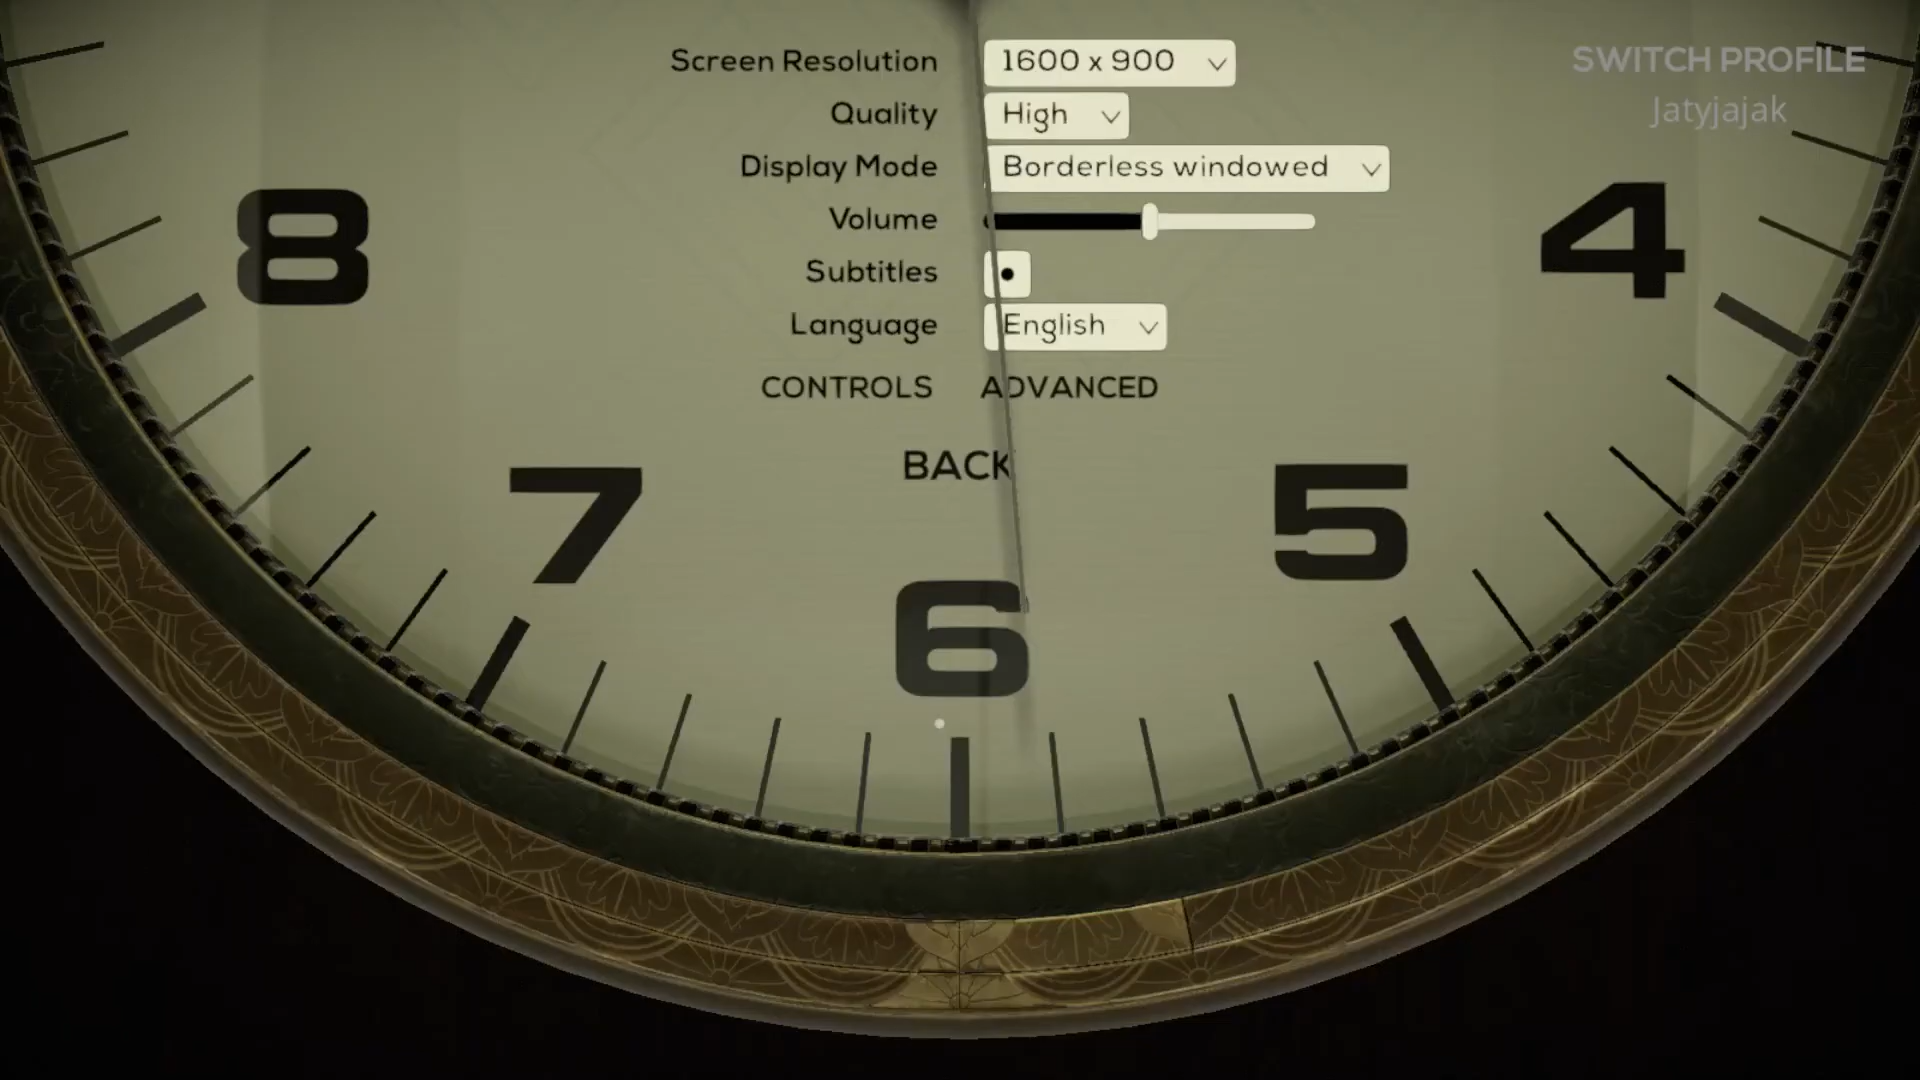 Screen Resolution 1600 x 900
SWITCH PROFILE
Jatyjajak
Quality High
Display Mode Borderless windowed
Volume
Subtitles
Language English
CONTROLS ADVANCED
BACK
8 4
7 5
6